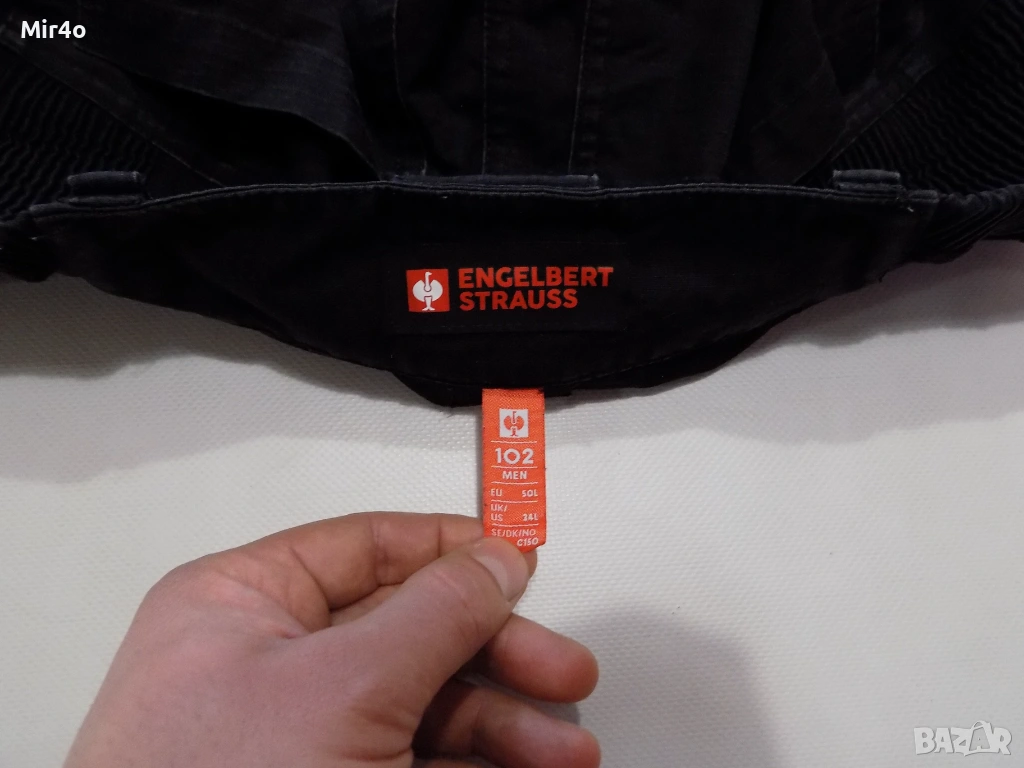 Mir4o
ENGELBERT
STRAUSS
102
MEN
EU 50L
UK/
US 34L
SE/DK/NO
C150
BAZAR